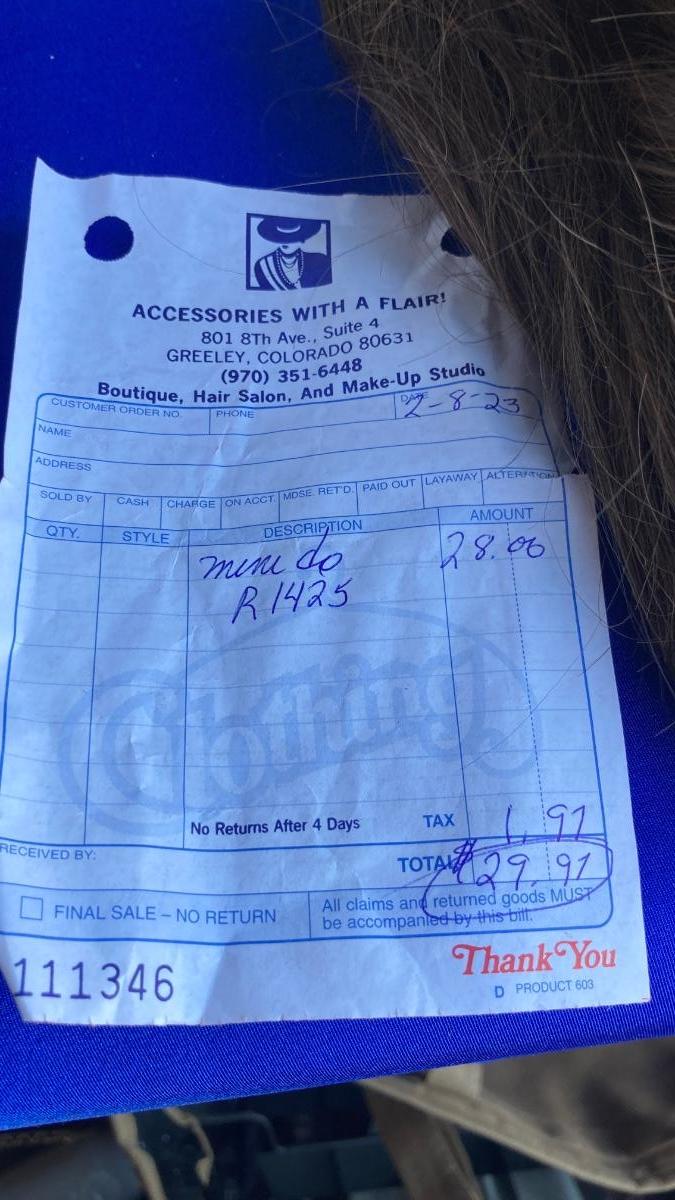 ACCESSORIES WITH A FLAIR!
801 8Th Ave., Suite 4
GREELEY, COLORADO 80631
(970) 351-6448
Boutique, Hair Salon, And Make-Up Studio
CUSTOMER ORDER NO. PHONE DATE 2-8-23
NAME
ADDRESS
SOLD BY CASH CHARGE ON ACCT. MDSE. RET'D. PAID OUT LAYAWAY ALTERATION
QTY. STYLE DESCRIPTION AMOUNT
mini do 28.00
R1425
Clothing
No Returns After 4 Days TAX 1.91
RECEIVED BY:
TOTAL $29.91
FINAL SALE – NO RETURN
All claims and returned goods MUST
be accompanied by this bill.
111346
Thank You
D PRODUCT 603